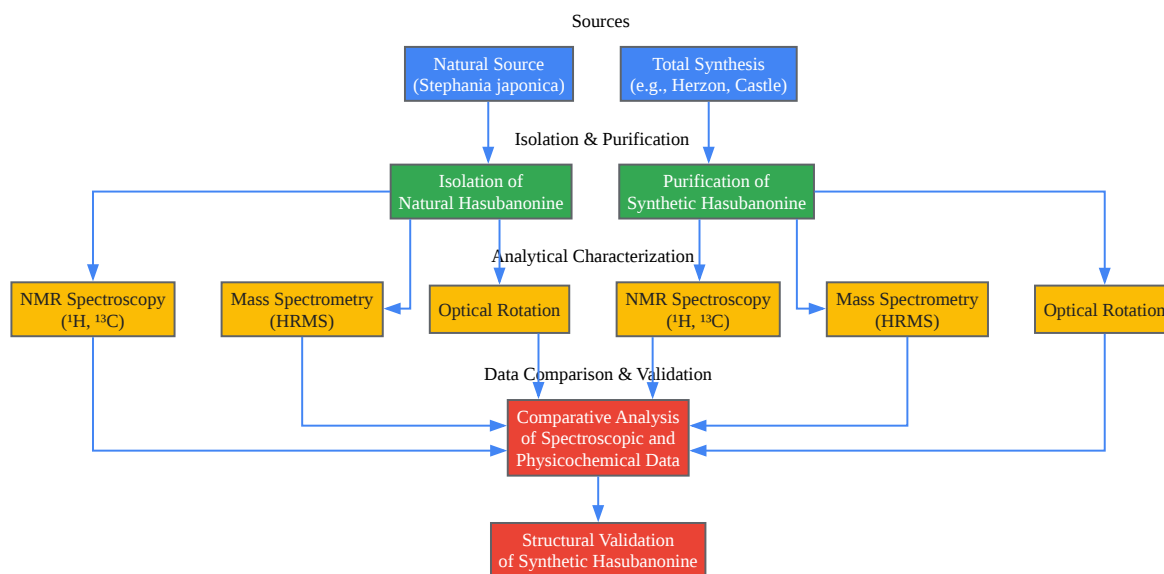 Sources
Natural Source
(Stephania japonica)
Total Synthesis
(e.g., Herzon, Castle)
Isolation & Purification
Isolation of
Natural Hasubanonine
Purification of
Synthetic Hasubanonine
Analytical Characterization
NMR Spectroscopy
(¹H, ¹³C)
Mass Spectrometry
(HRMS)
Optical Rotation
NMR Spectroscopy
(¹H, ¹³C)
Mass Spectrometry
(HRMS)
Optical Rotation
Data Comparison & Validation
Comparative Analysis
of Spectroscopic and
Physicochemical Data
Structural Validation
of Synthetic Hasubanonine